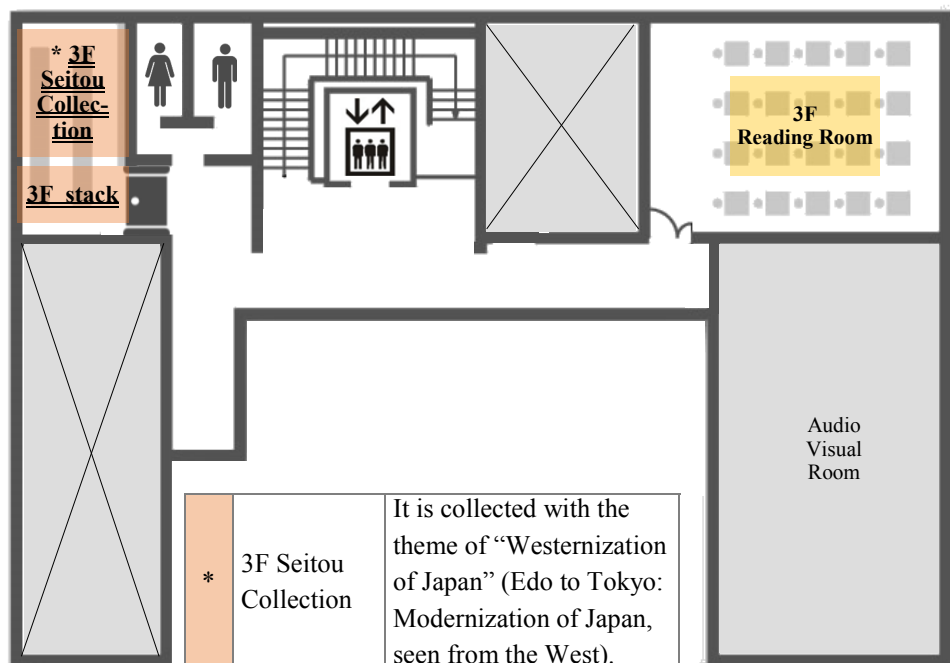 * 3F
Seitou
Collec-
tion
3F stack
3F
Reading Room
Audio
Visual
Room
*
3F Seitou
Collection
It is collected with the
theme of “Westernization
of Japan” (Edo to Tokyo:
Modernization of Japan,
seen from the West).